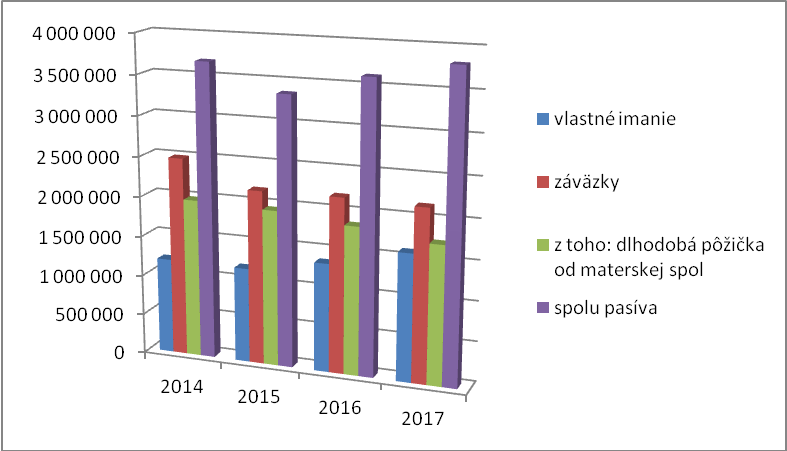 4 000 000
3 500 000
3 000 000
2 500 000
2 000 000
1 500 000
1 000 000
500 000
0
2014
2015
2016
2017
vlastné imanie
záväzky
z toho: dlhodobá pôžička
od materskej spol
spolu pasíva